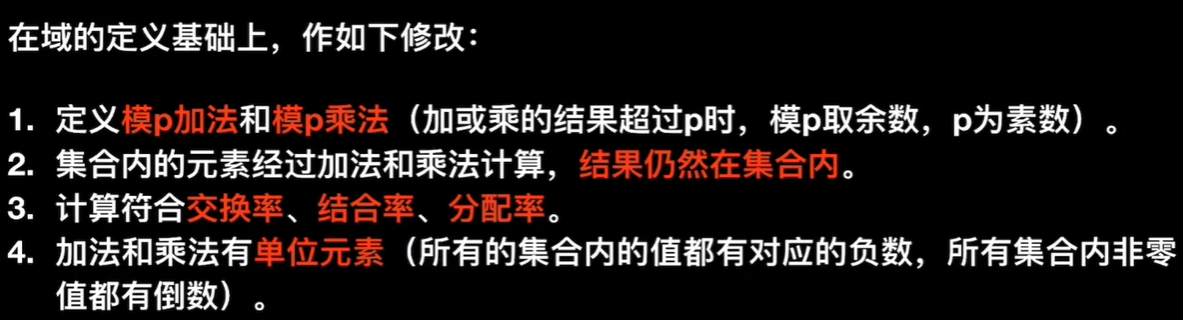 在域的定义基础上，作如下修改：
1. 定义模p加法和模p乘法（加或乘的结果超过p时，模p取余数，p为素数）。
2. 集合内的元素经过加法和乘法计算，结果仍然在集合内。
3. 计算符合交换率、结合率、分配率。
4. 加法和乘法有单位元素（所有的集合内的值都有对应的负数，所有集合内非零
值都有倒数）。